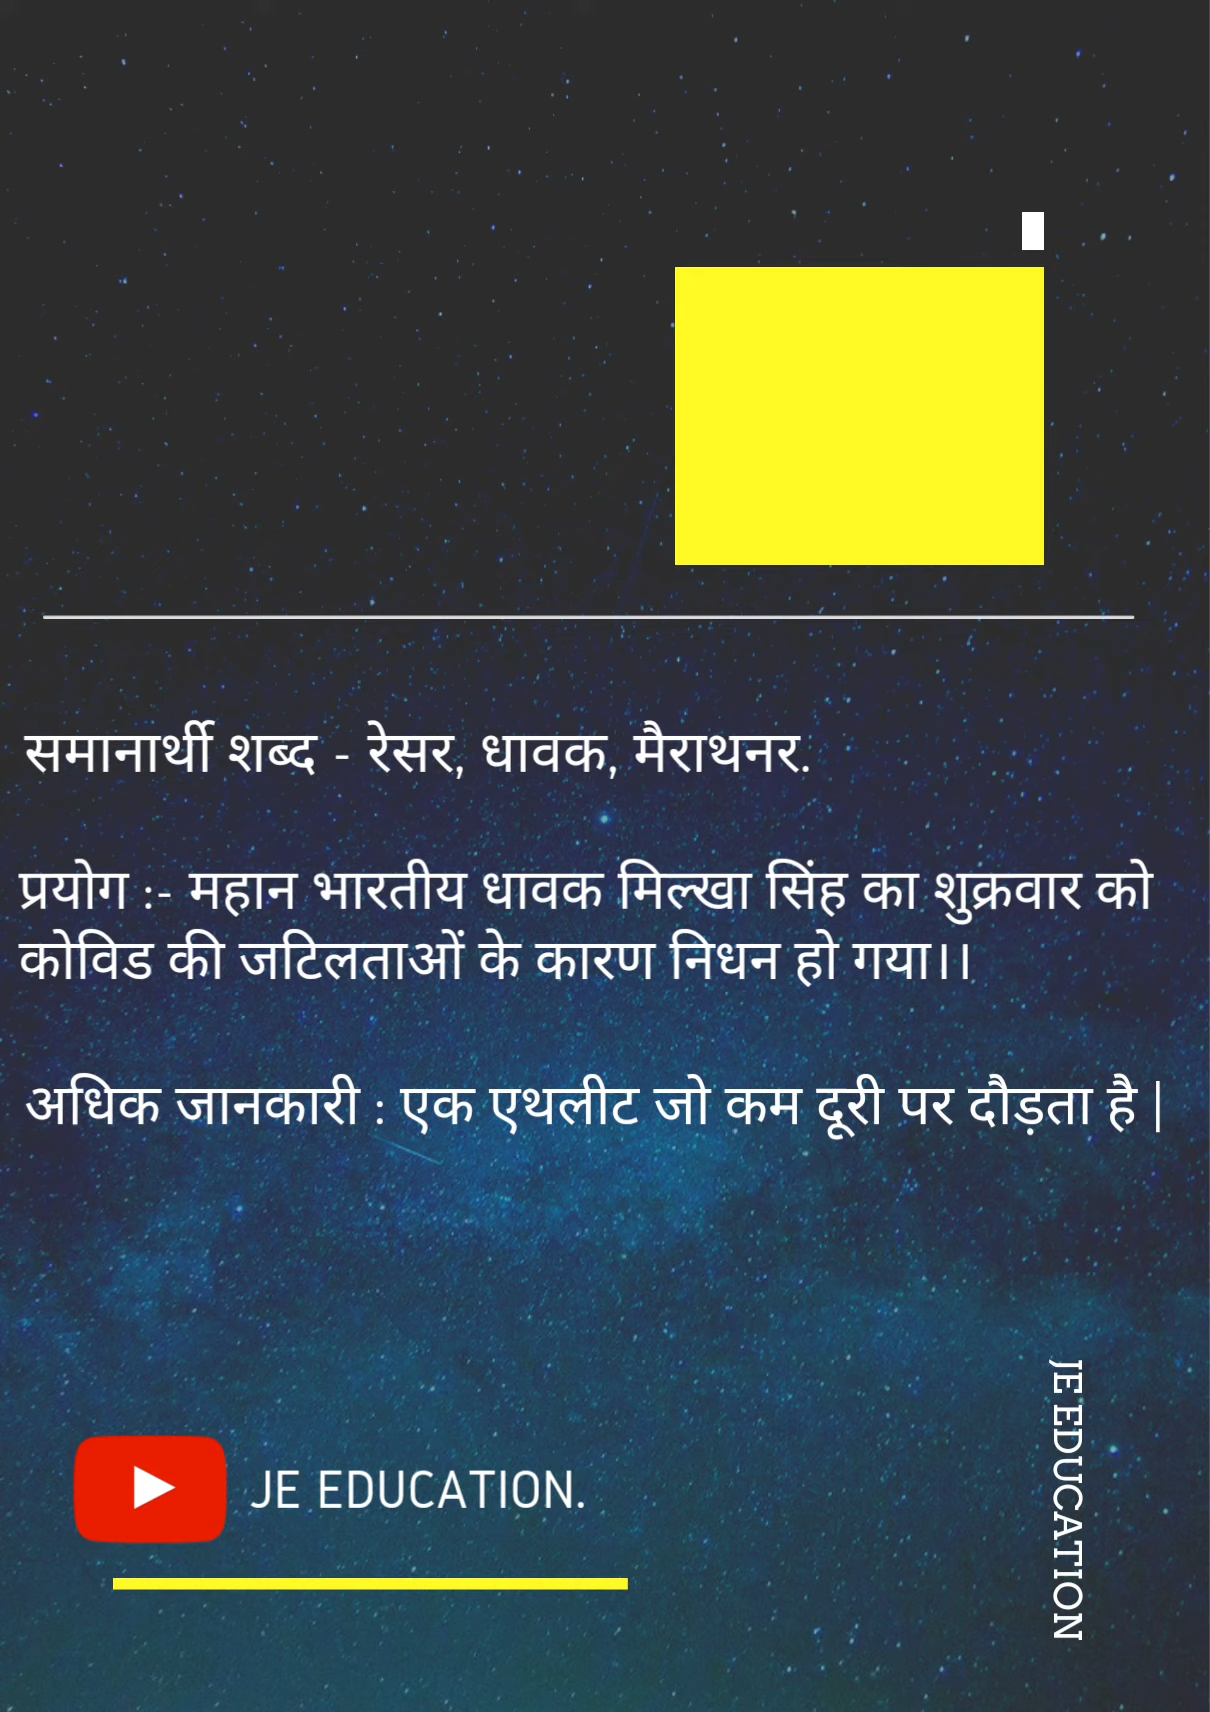 समानार्थी शब्द - रेसर, धावक, मैराथनर.
प्रयोग :- महान भारतीय धावक मिल्खा सिंह का शुक्रवार को
कोविड की जटिलताओं के कारण निधन हो गया।।
अधिक जानकारी : एक एथलीट जो कम दूरी पर दौड़ता है |
JE EDUCATION.
JE EDUCATION